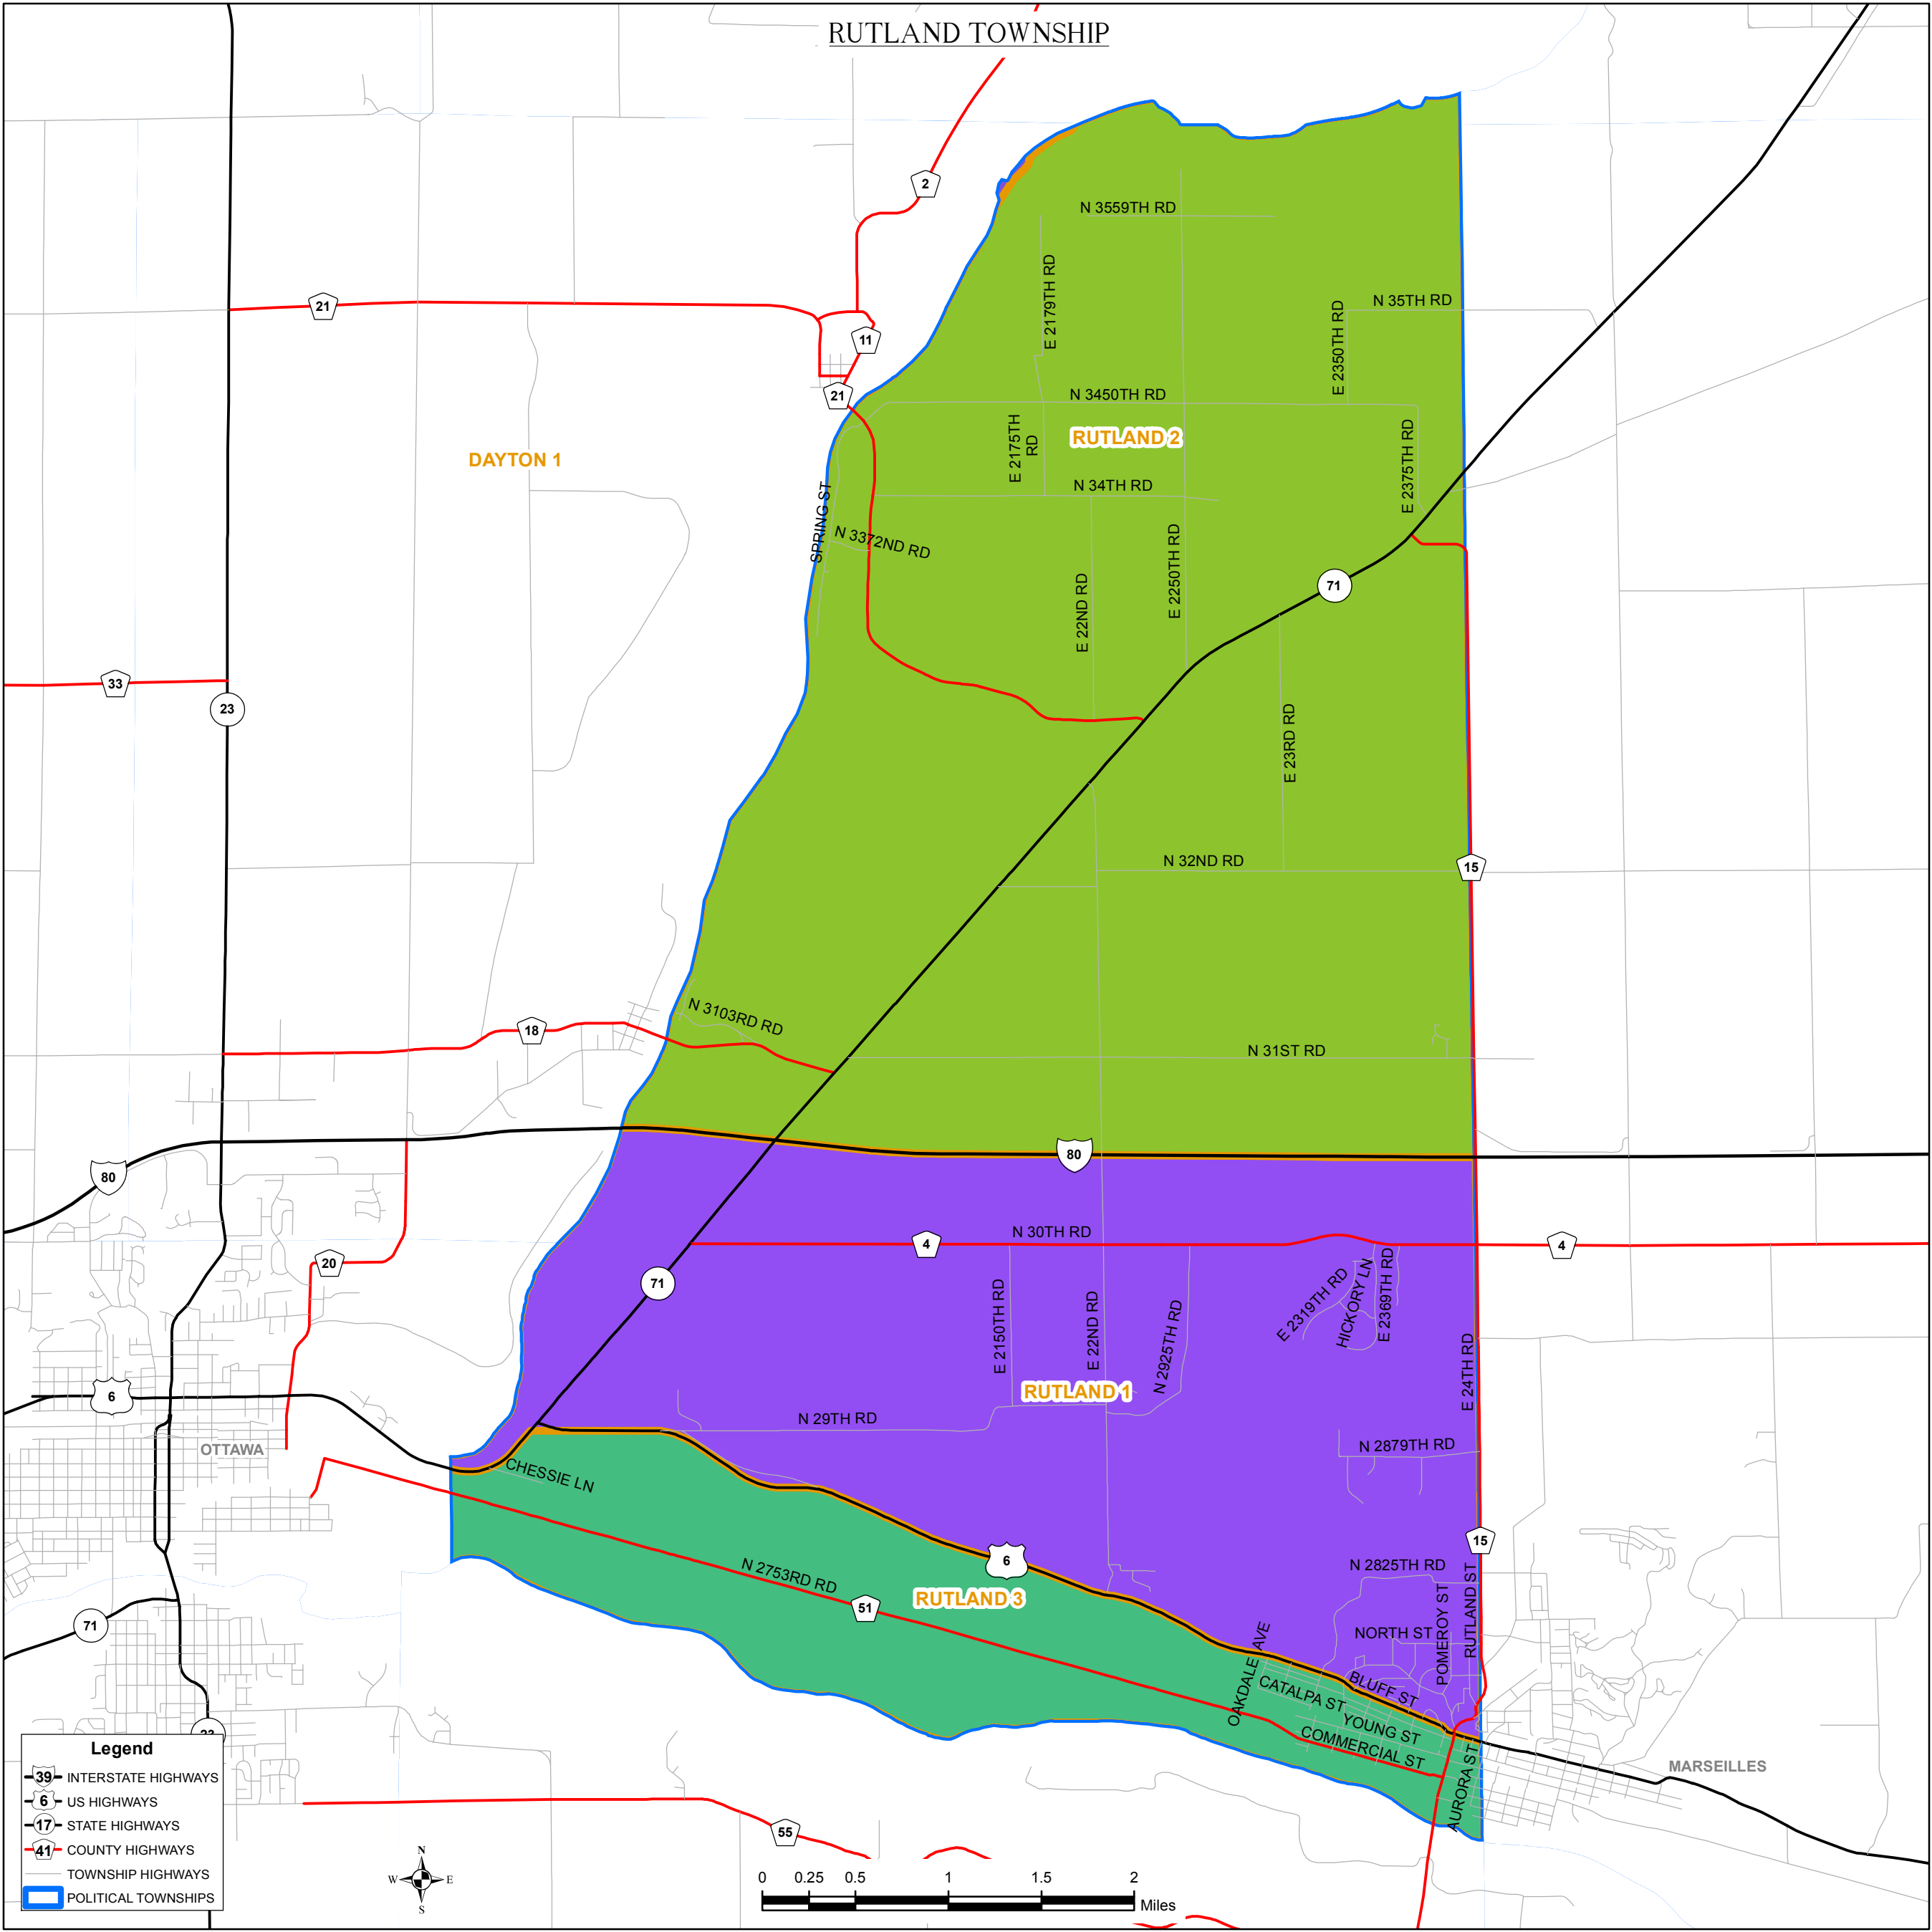 RUTLAND TOWNSHIP
2
N 3559TH RD
E 2179TH RD
N 35TH RD
E 2350TH RD
21
11
21
N 3450TH RD
RUTLAND 2
E 2175TH
RD
E 2375TH RD
DAYTON 1
N 34TH RD
SPRING ST
N 3372ND RD
E 22ND RD
E 2250TH RD
71
33
23
E 23RD RD
N 32ND RD
15
N 3103RD RD
18
N 31ST RD
80
80
N 30TH RD
4
4
20
71
E 2150TH RD
E 22ND RD
N 2925TH RD
E 2319TH RD
HICKORY LN
E 2369TH RD
E 24TH RD
6
RUTLAND 1
N 29TH RD
OTTAWA
N 2879TH RD
CHESSIE LN
15
6
N 2753RD RD
N 2825TH RD
RUTLAND 3
51
71
POMEROY ST
RUTLAND ST
NORTH ST
OAKDALE AVE
CATALPA ST
BLUFF ST
YOUNG ST
COMMERCIAL ST
AURORA ST
MARSEILLES
23
55
Legend
39 INTERSTATE HIGHWAYS
6 US HIGHWAYS
17 STATE HIGHWAYS
41 COUNTY HIGHWAYS
TOWNSHIP HIGHWAYS
POLITICAL TOWNSHIPS
N
W E
S
0 0.25 0.5 1 1.5 2
Miles